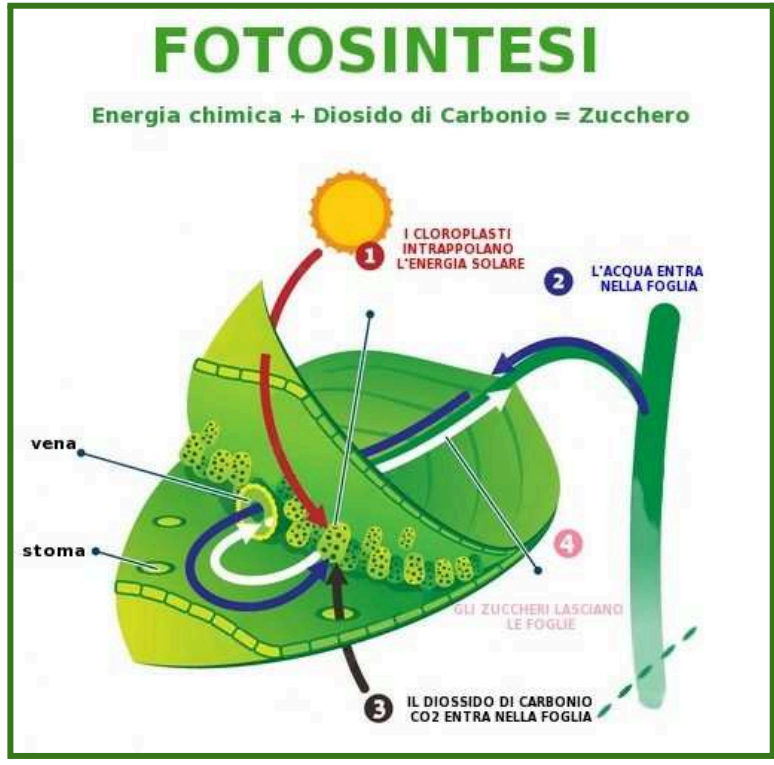 FOTOSINTESI
Energia chimica + Diosido di Carbonio = Zucchero
1
I CLOROPLASTI
INTRAPPOLANO
L'ENERGIA SOLARE
2
L'ACQUA ENTRA
NELLA FOGLIA
vena
stoma
4
GLI ZUCCHERI LASCIANO
LE FOGLIE
3
IL DIOSSIDO DI CARBONIO
CO2 ENTRA NELLA FOGLIA